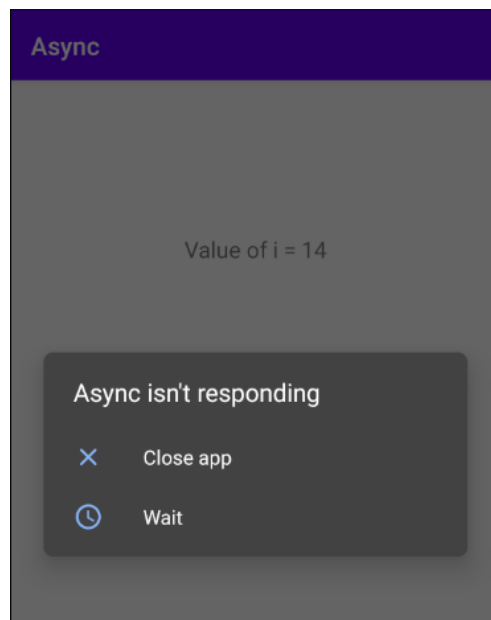 Async
Value of i = 14
Async isn't responding
Close app
Wait